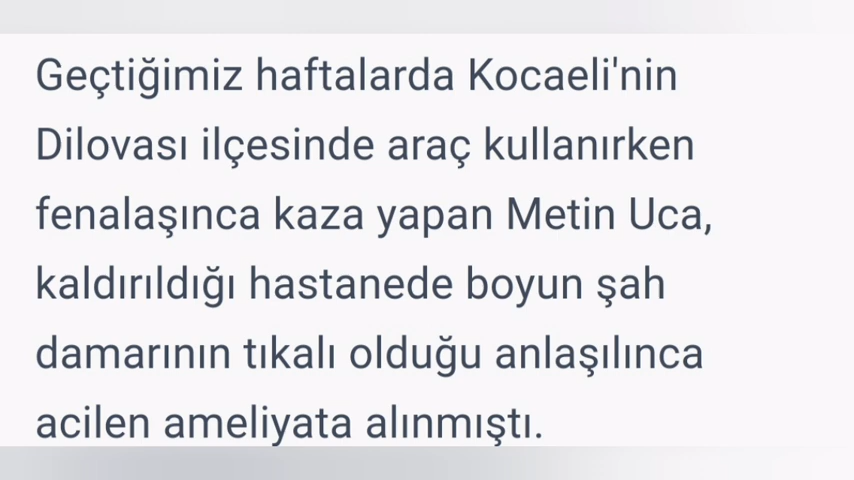 Geçtiğimiz haftalarda Kocaeli'nin
Dilovası ilçesinde araç kullanırken
fenalaşınca kaza yapan Metin Uca,
kaldırıldığı hastanede boyun şah
damarının tıkalı olduğu anlaşılınca
acilen ameliyata alınmıştı.